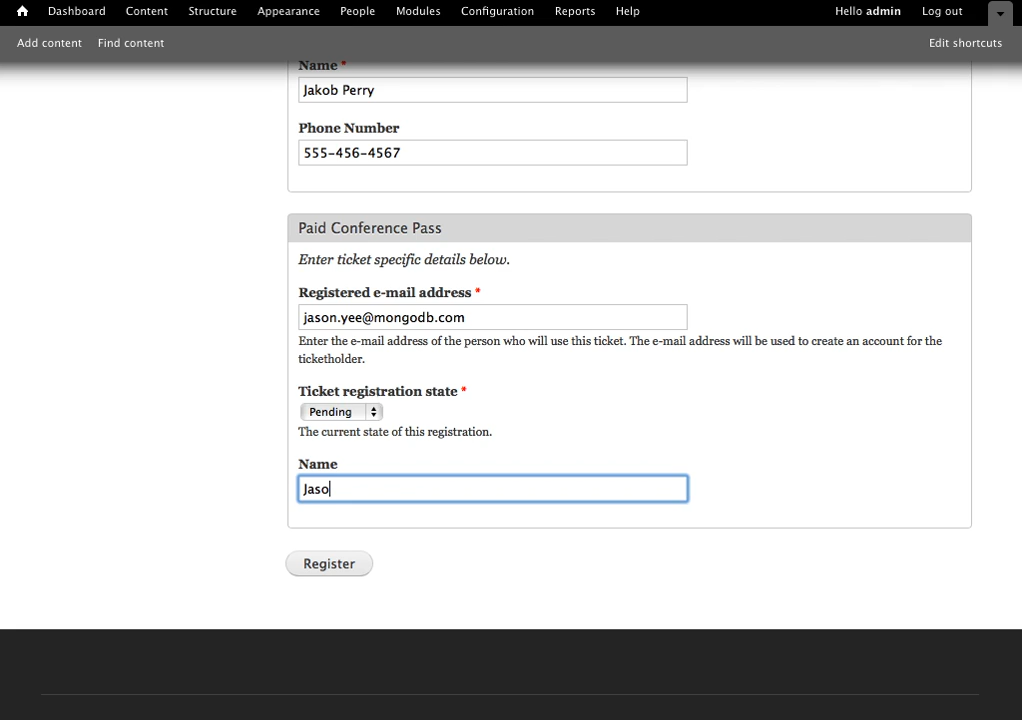 Dashboard Content Structure Appearance People Modules Configuration Reports Help Hello admin Log out
Add content Find content Edit shortcuts
Name *
Jakob Perry
Phone Number
555-456-4567
Paid Conference Pass
Enter ticket specific details below.
Registered e-mail address *
jason.yee@mongodb.com
Enter the e-mail address of the person who will use this ticket. The e-mail address will be used to create an account for the
ticketholder.
Ticket registration state *
Pending
The current state of this registration.
Name
Jaso
Register